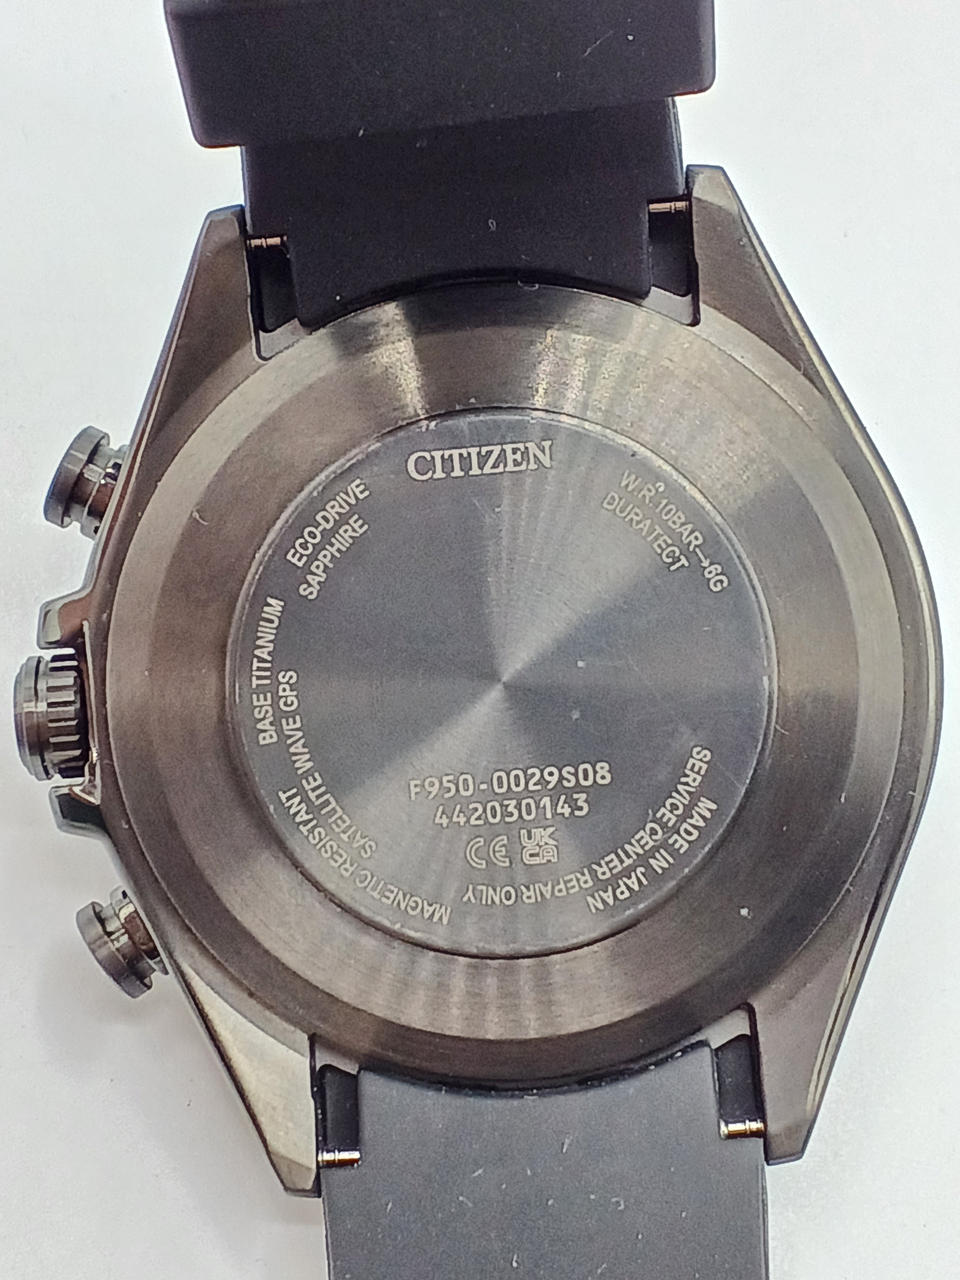 CITIZEN
ECO-DRIVE
SAPPHIRE
W.R.10BAR→6G
DURATECT
BASE TITANIUM
SATELLITE WAVE GPS
MAGNETIC RESISTANT
F950-0029S08
442030143
CE UK
CA
SERVICE CENTER REPAIR ONLY
MADE IN JAPAN